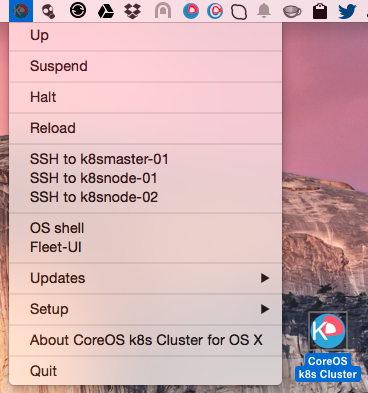 Up
Suspend
Halt
Reload
SSH to k8smaster-01
SSH to k8snode-01
SSH to k8snode-02
OS shell
Fleet-UI
Updates
Setup
About CoreOS k8s Cluster for OS X
Quit
CoreOS
k8s Cluster